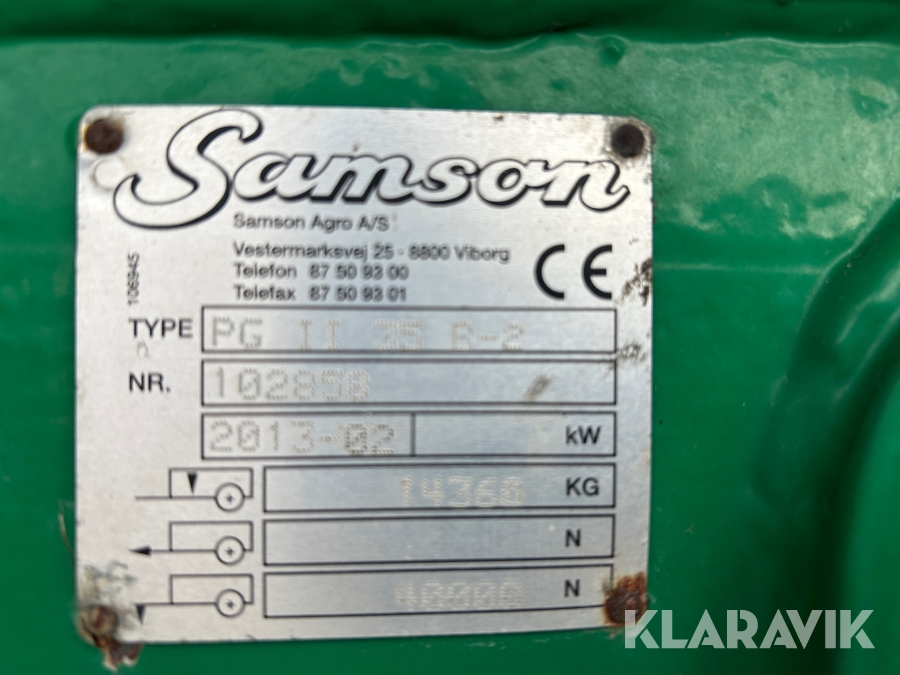 Samson
Samson Agro A/S
Vestermarksvej 25 - 8800 Viborg
Telefon 87 50 93 00
Telefax 87 50 93 01
CE
106945
TYPE PG II 35 B-2
NR. 102858
2013-02 kW
14360 KG
N
40000 N
KLARAVIK